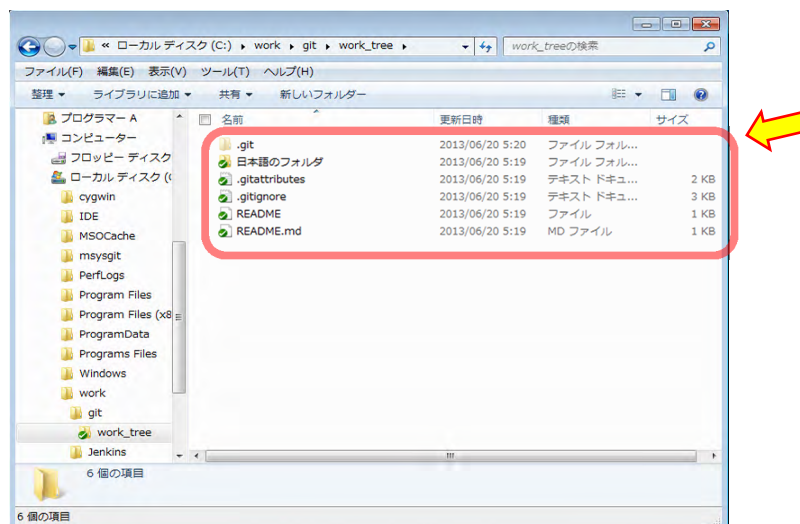 « ローカル ディスク (C:) work git work_tree work_treeの検索
ファイル(F) 編集(E) 表示(V) ツール(T) ヘルプ(H)
整理 ライブラリに追加 共有 新しいフォルダー
プログラマー A
コンピューター
フロッピー ディスク
ローカル ディスク (
cygwin
IDE
MSOCache
msysgit
PerfLogs
Program Files
Program Files (x8
ProgramData
Programs Files
Windows
work
git
work_tree
Jenkins
名前 更新日時 種類 サイズ
.git 2013/06/20 5:20 ファイル フォル...
日本語のフォルダ 2013/06/20 5:19 ファイル フォル...
.gitattributes 2013/06/20 5:19 テキスト ドキュ... 2 KB
.gitignore 2013/06/20 5:19 テキスト ドキュ... 3 KB
README 2013/06/20 5:19 ファイル 1 KB
README.md 2013/06/20 5:19 MD ファイル 1 KB
6 個の項目
6 個の項目